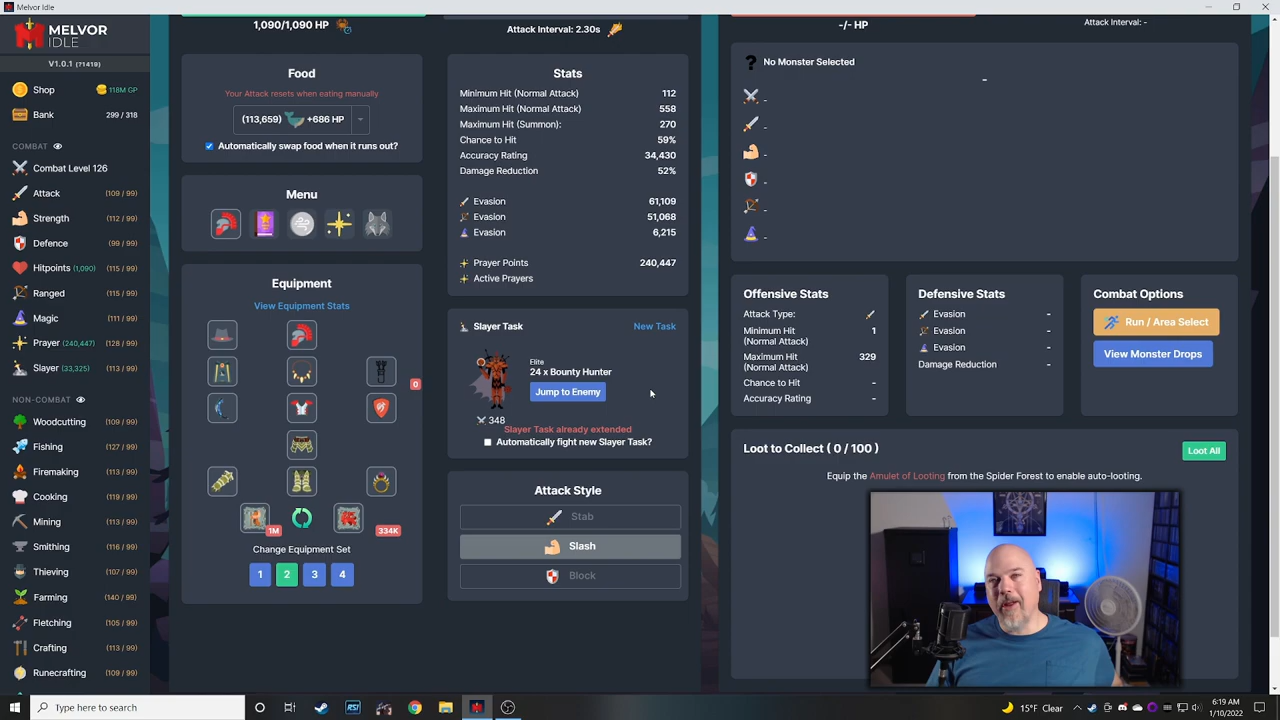 Melvor Idle
MELVOR
IDLE
V1.0.1 (71419)
Shop 118M GP
Bank 299 / 318
COMBAT
Combat Level 126
Attack (109 / 99)
Strength (112 / 99)
Defence (99 / 99)
Hitpoints (1,090) (115 / 99)
Ranged (115 / 99)
Magic (111 / 99)
Prayer (240,447) (128 / 99)
Slayer (33,325) (115 / 99)
NON-COMBAT
Woodcutting (109 / 99)
Fishing (127 / 99)
Firemaking (113 / 99)
Cooking (119 / 99)
Mining (113 / 99)
Smithing (116 / 99)
Thieving (107 / 99)
Farming (140 / 99)
Fletching (105 / 99)
Crafting (113 / 99)
Runecrafting (109 / 99)
1,090/1,090 HP
Food
Your Attack resets when eating manually
(113,659) +686 HP
Automatically swap food when it runs out?
Menu
Equipment
View Equipment Stats
0
1M
334K
Change Equipment Set
1 2 3 4
Attack Interval: 2.30s
Stats
Minimum Hit (Normal Attack) 112
Maximum Hit (Normal Attack) 558
Maximum Hit (Summon): 270
Chance to Hit 59%
Accuracy Rating 34,430
Damage Reduction 52%
Evasion 61,109
Evasion 51,068
Evasion 6,215
Prayer Points 240,447
Active Prayers
Slayer Task New Task
Elite
24 x Bounty Hunter
Jump to Enemy
348
Slayer Task already extended
Automatically fight new Slayer Task?
Attack Style
Stab
Slash
Block
-/- HP
Attack Interval: -
? No Monster Selected
-
-
-
-
-
-
-
Offensive Stats
Attack Type:
Minimum Hit 1
(Normal Attack)
Maximum Hit 329
(Normal Attack)
Chance to Hit -
Accuracy Rating -
Defensive Stats
Evasion -
Evasion -
Evasion -
Damage Reduction -
Combat Options
Run / Area Select
View Monster Drops
Loot to Collect ( 0 / 100 )
Loot All
Equip the Amulet of Looting from the Spider Forest to enable auto-looting.
Type here to search
RSI
15°F Clear
6:19 AM
1/10/2022